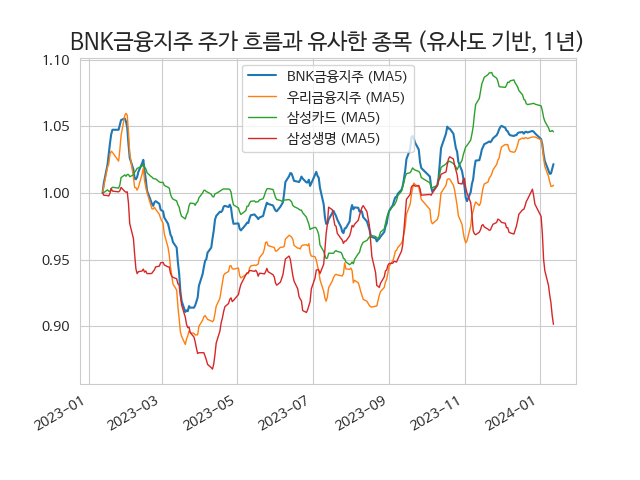 BNK금융지주 주가 흐름과 유사한 종목 (유사도 기반, 1년)
1.10
1.05
1.00
0.95
0.90
BNK금융지주 (MA5)
우리금융지주 (MA5)
삼성카드 (MA5)
삼성생명 (MA5)
2023-01
2023-03
2023-05
2023-07
2023-09
2023-11
2024-01